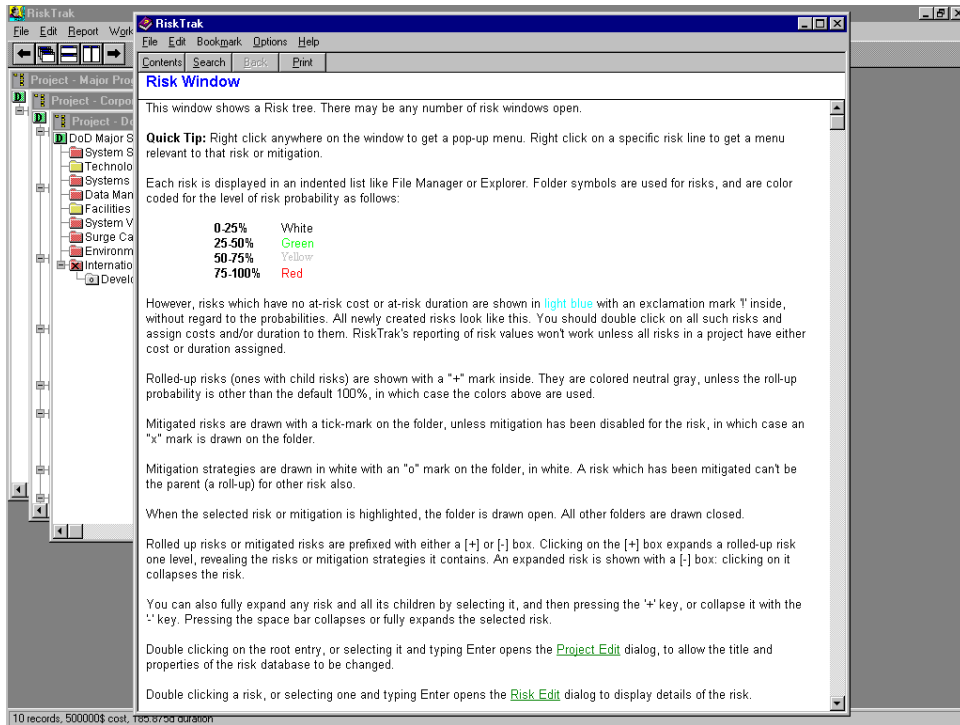 RiskTrak
File Edit Report Work
Project - Major Pro
Project - Corpo
Project - Do
DoD Major S
System S
Technolo
Systems
Data Man
Facilities
System V
Surge Ca
Environm
Internatio
Develo
RiskTrak
File Edit Bookmark Options Help
Contents Search Back Print
Risk Window
This window shows a Risk tree. There may be any number of risk windows open.
Quick Tip: Right click anywhere on the window to get a pop-up menu. Right click on a specific risk line to get a menu
relevant to that risk or mitigation.
Each risk is displayed in an indented list like File Manager or Explorer. Folder symbols are used for risks, and are color
coded for the level of risk probability as follows:
0-25% White
25-50% Green
50-75% Yellow
75-100% Red
However, risks which have no at-risk cost or at-risk duration are shown in light blue with an exclamation mark '!' inside,
without regard to the probabilities. All newly created risks look like this. You should double click on all such risks and
assign costs and/or duration to them. RiskTrak's reporting of risk values won't work unless all risks in a project have either
cost or duration assigned.
Rolled-up risks (ones with child risks) are shown with a "+" mark inside. They are colored neutral gray, unless the roll-up
probability is other than the default 100%, in which case the colors above are used.
Mitigated risks are drawn with a tick-mark on the folder, unless mitigation has been disabled for the risk, in which case an
"x" mark is drawn on the folder.
Mitigation strategies are drawn in white with an "o" mark on the folder, in white. A risk which has been mitigated can't be
the parent (a roll-up) for other risk also.
When the selected risk or mitigation is highlighted, the folder is drawn open. All other folders are drawn closed.
Rolled up risks or mitigated risks are prefixed with either a [+] or [-] box. Clicking on the [+] box expands a rolled-up risk
one level, revealing the risks or mitigation strategies it contains. An expanded risk is shown with a [-] box: clicking on it
collapses the risk.
You can also fully expand any risk and all its children by selecting it, and then pressing the '+' key, or collapse it with the
'-' key. Pressing the space bar collapses or fully expands the selected risk.
Double clicking on the root entry, or selecting it and typing Enter opens the Project Edit dialog, to allow the title and
properties of the risk database to be changed.
Double clicking a risk, or selecting one and typing Enter opens the Risk Edit dialog to display details of the risk.
10 records, 500000$ cost, 185.875d duration